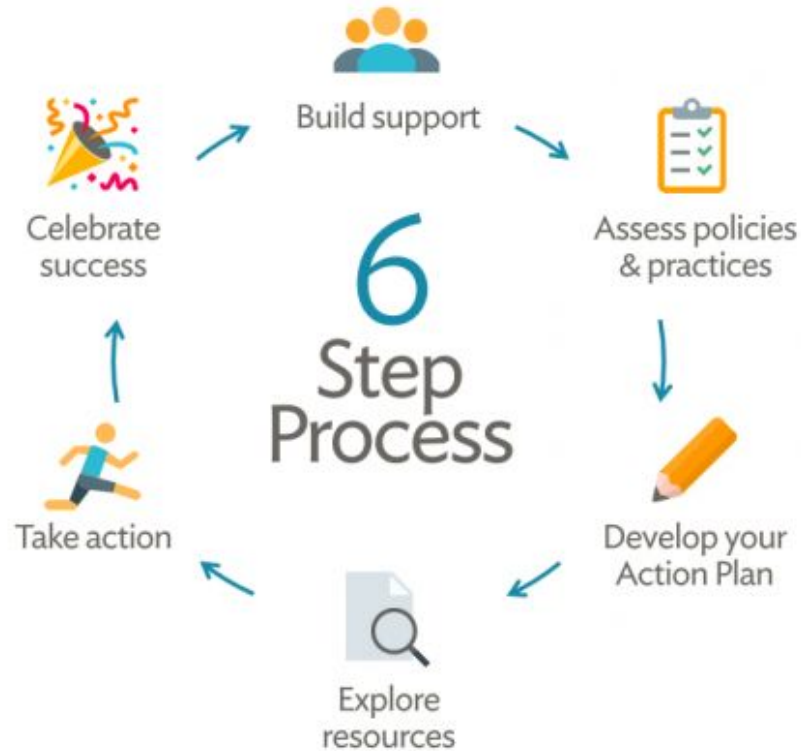 Build support
Assess policies
& practices
Develop your
Action Plan
Explore
resources
Take action
Celebrate
success
6
Step
Process